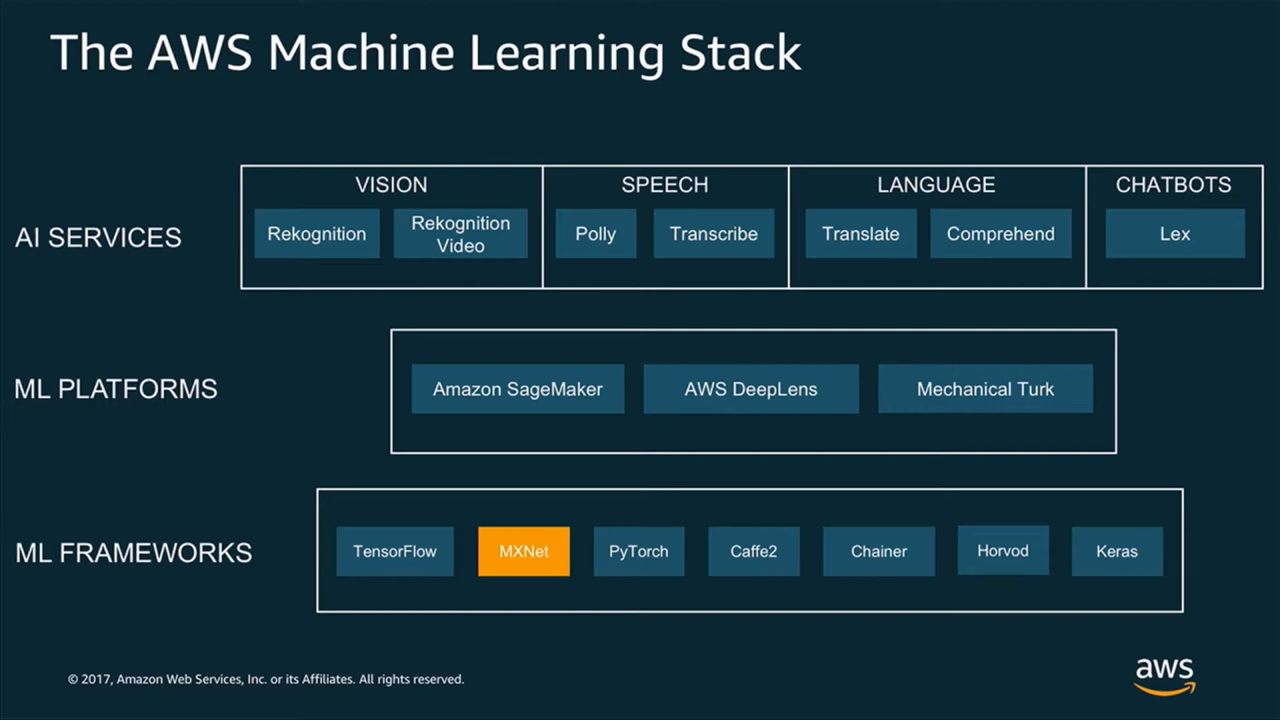 The AWS Machine Learning Stack
AI SERVICES
VISION
Rekognition
Rekognition
Video
SPEECH
Polly
Transcribe
LANGUAGE
Translate
Comprehend
CHATBOTS
Lex
ML PLATFORMS
Amazon SageMaker
AWS DeepLens
Mechanical Turk
ML FRAMEWORKS
TensorFlow
MXNet
PyTorch
Caffe2
Chainer
Horvod
Keras
© 2017, Amazon Web Services, Inc. or its Affiliates. All rights reserved.
aws